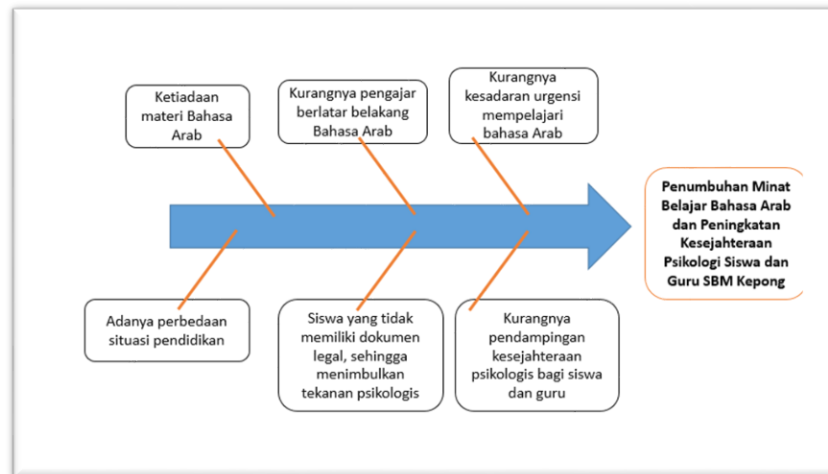 Ketiadaan
materi Bahasa
Arab
Kurangnya pengajar
berlatar belakang
Bahasa Arab
Kurangnya
kesadaran urgensi
mempelajari
bahasa Arab
Penumbuhan Minat
Belajar Bahasa Arab
dan Peningkatan
Kesejahteraan
Psikologi Siswa dan
Guru SBM Kepong
Adanya perbedaan
situasi pendidikan
Siswa yang tidak
memiliki dokumen
legal, sehingga
menimbulkan
tekanan psikologis
Kurangnya
pendampingan
kesejahteraan
psikologis bagi siswa
dan guru